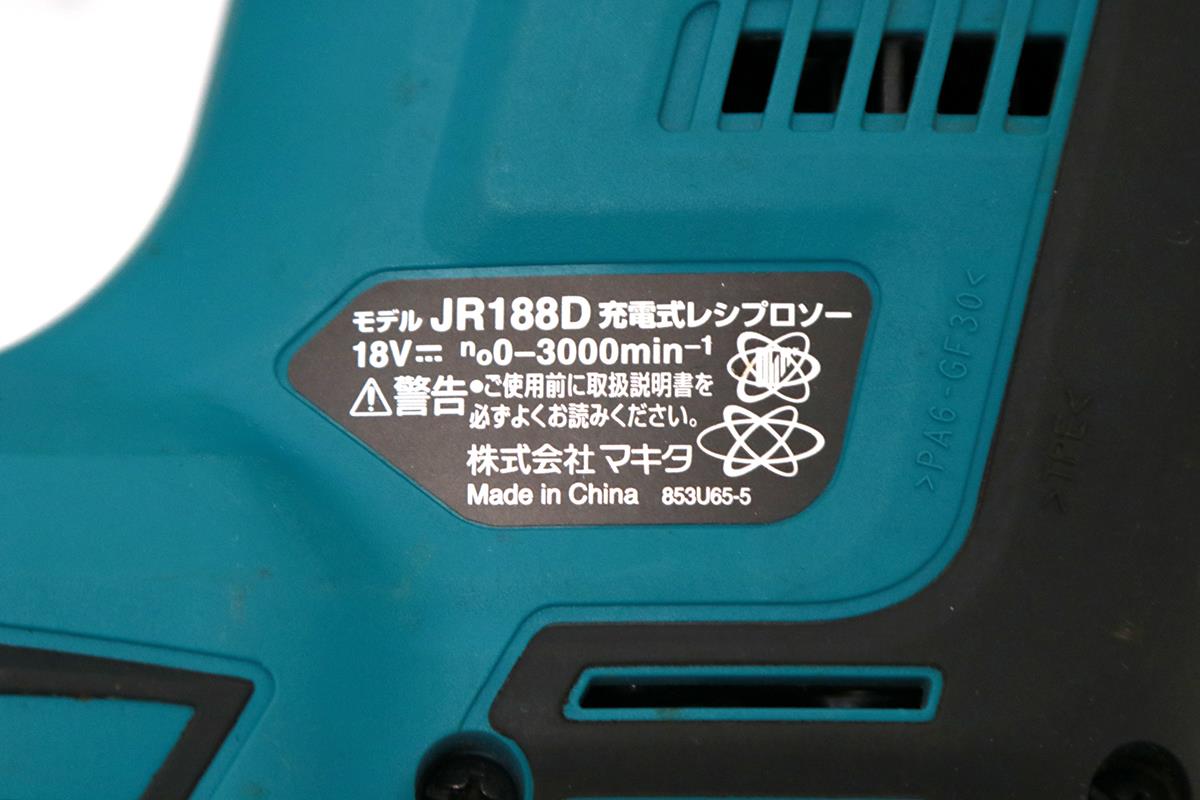 モデル JR188D 充電式レシプロソー
18V⎓ n₀0-3000min⁻¹
⚠警告 •ご使用前に取扱説明書を
必ずよくお読みください。
株式会社 マキタ
Made in China 853U65-5
>PA6-GF30<
>TPE<